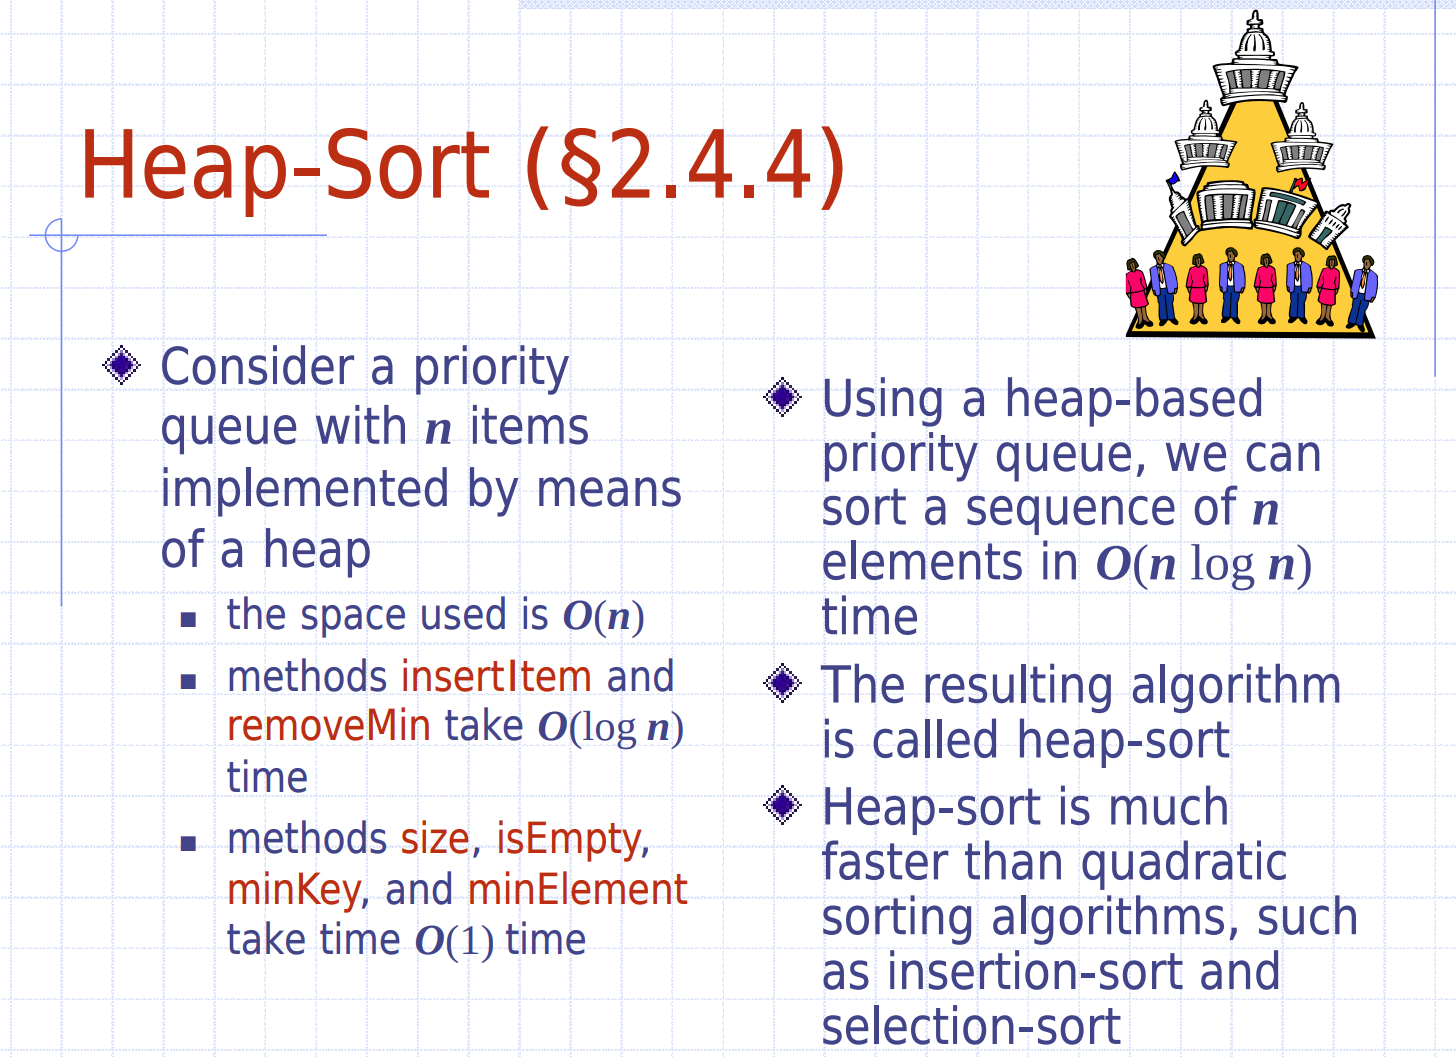 Heap-Sort (§2.4.4)
Consider a priority
queue with n items
implemented by means
of a heap
the space used is O(n)
methods insertItem and
removeMin take O(log n)
time
methods size, isEmpty,
minKey, and minElement
take time O(1) time
Using a heap-based
priority queue, we can
sort a sequence of n
elements in O(n log n)
time
The resulting algorithm
is called heap-sort
Heap-sort is much
faster than quadratic
sorting algorithms, such
as insertion-sort and
selection-sort